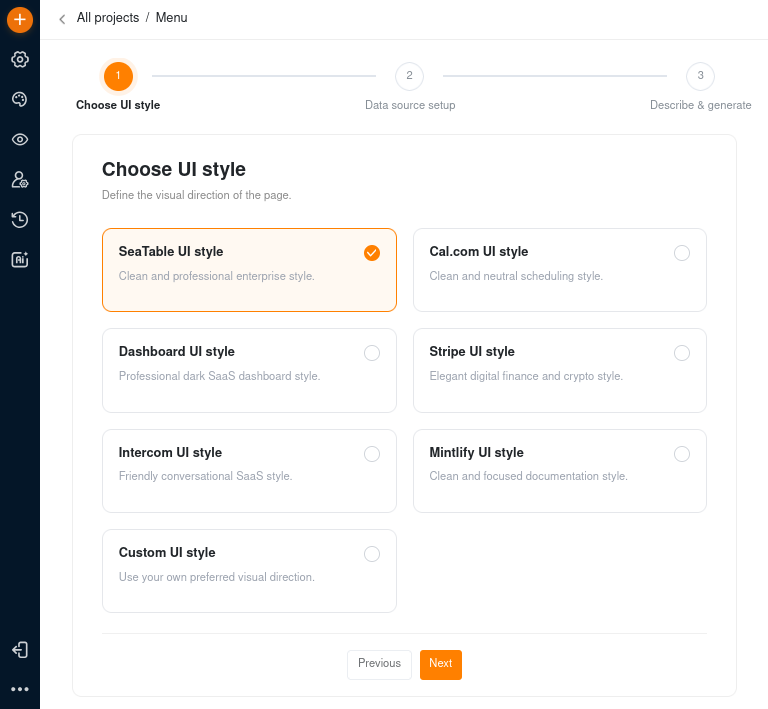 All projects / Menu
1
2
3
Choose UI style
Data source setup
Describe & generate
Choose UI style
Define the visual direction of the page.
SeaTable UI style
Clean and professional enterprise style.
Cal.com UI style
Clean and neutral scheduling style.
Dashboard UI style
Professional dark SaaS dashboard style.
Stripe UI style
Elegant digital finance and crypto style.
Intercom UI style
Friendly conversational SaaS style.
Mintlify UI style
Clean and focused documentation style.
Custom UI style
Use your own preferred visual direction.
Previous
Next
Ai